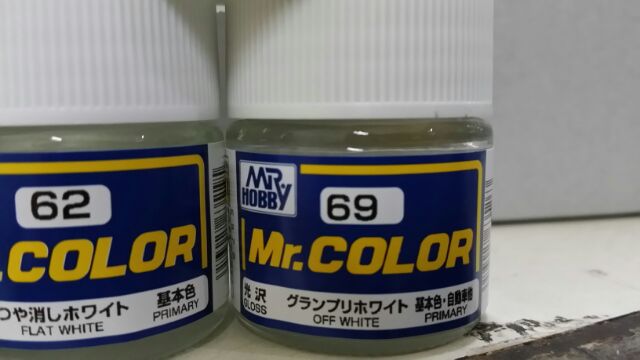 62
.COLOR
つや消しホワイト
FLAT WHITE
基本色
PRIMARY
MR
HOBBY
69
Mr.COLOR
光沢
GLOSS
グランプリホワイト
OFF WHITE
基本色・自動車他
PRIMARY